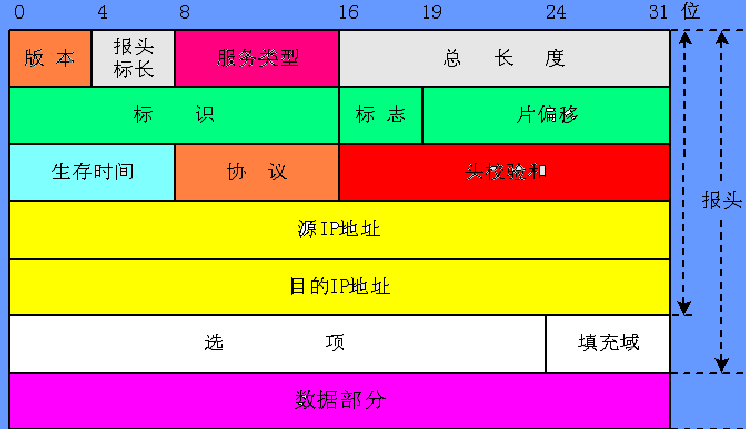 0 4 8 16 19 24 31 位
版 本 报头标长 服务类型 总 长 度
标 识 标 志 片偏移
生存时间 协 议 头校验和
源IP地址
报头
目的IP地址
选 项 填充域
数据部分